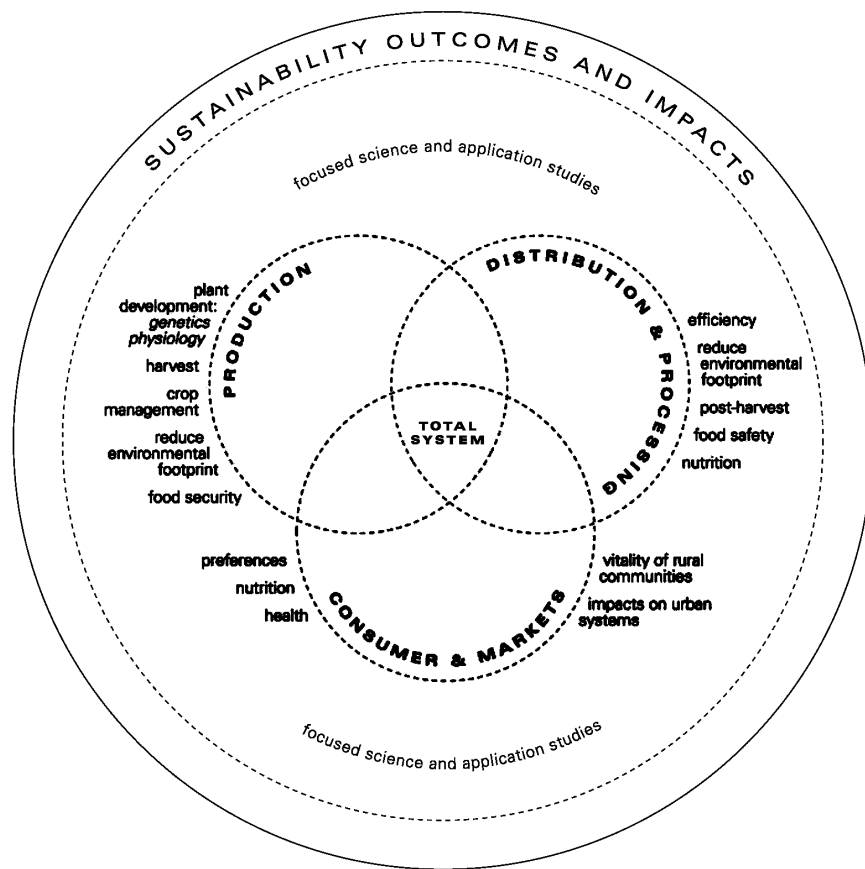 SUSTAINABILITY OUTCOMES AND IMPACTS
focused science and application studies
PRODUCTION
plant
development:
genetics
physiology
harvest
crop
management
reduce
environmental
footprint
food security
DISTRIBUTION & PROCESSING
efficiency
reduce
environmental
footprint
post-harvest
food safety
nutrition
TOTAL
SYSTEM
preferences
nutrition
health
CONSUMER & MARKETS
vitality of rural
communities
impacts on urban
systems
focused science and application studies